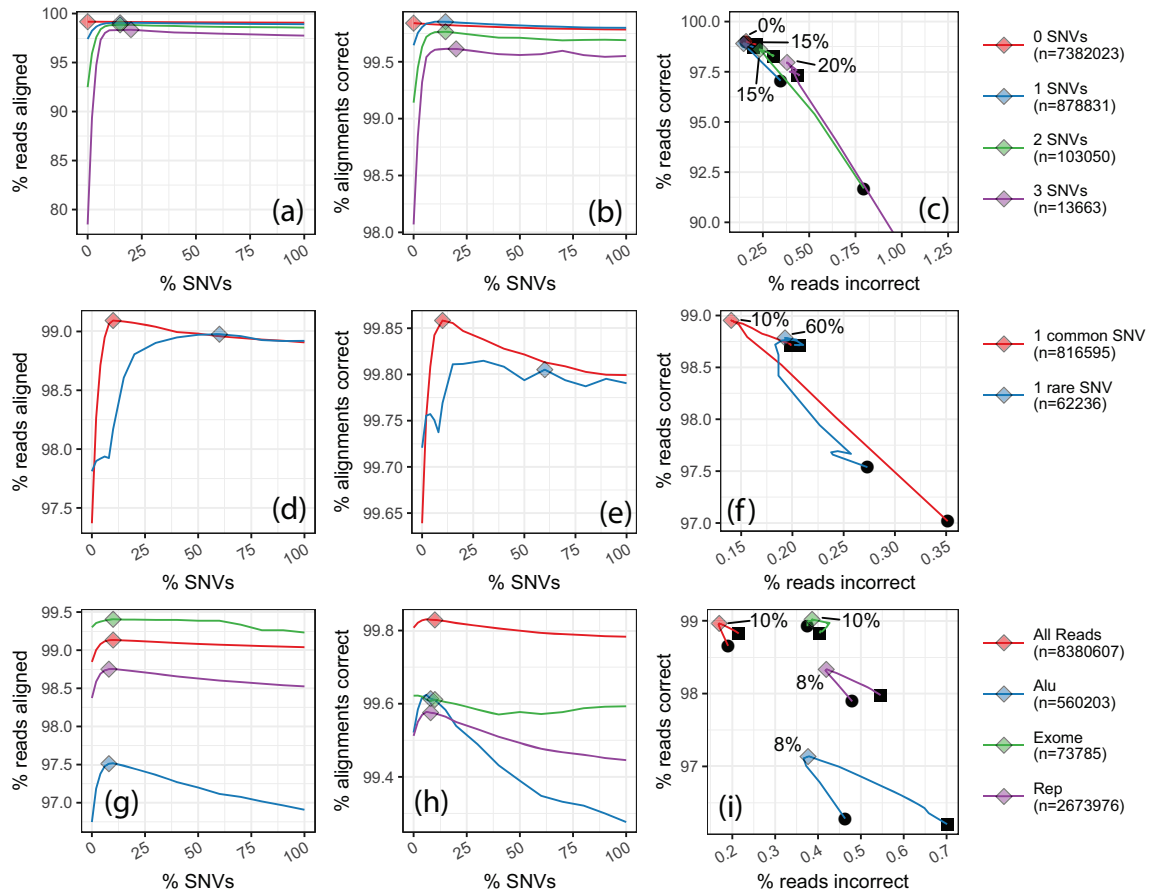 100
95
90
85
80
% reads aligned
(a)
0
25
50
75
100
% SNVs
100.0
99.5
99.0
98.5
98.0
% alignments correct
(b)
0
25
50
75
100
% SNVs
100.0
97.5
95.0
92.5
90.0
% reads correct
0%
15%
20%
15%
(c)
0.25
0.50
0.75
1.00
1.25
% reads incorrect
0 SNVs
(n=7382023)
1 SNVs
(n=878831)
2 SNVs
(n=103050)
3 SNVs
(n=13663)
99.0
98.5
98.0
97.5
% reads aligned
(d)
0
25
50
75
100
% SNVs
99.85
99.80
99.75
99.70
99.65
% alignments correct
(e)
0
25
50
75
100
% SNVs
99.0
98.5
98.0
97.5
97.0
% reads correct
10%
60%
(f)
0.15
0.20
0.25
0.30
0.35
% reads incorrect
1 common SNV
(n=816595)
1 rare SNV
(n=62236)
99.5
99.0
98.5
98.0
97.5
97.0
% reads aligned
(g)
0
25
50
75
100
% SNVs
99.8
99.6
99.4
% alignments correct
(h)
0
25
50
75
100
% SNVs
99
98
97
% reads correct
10%
10%
8%
8%
(i)
0.2
0.3
0.4
0.5
0.6
0.7
% reads incorrect
All Reads
(n=8380607)
Alu
(n=560203)
Exome
(n=73785)
Rep
(n=2673976)